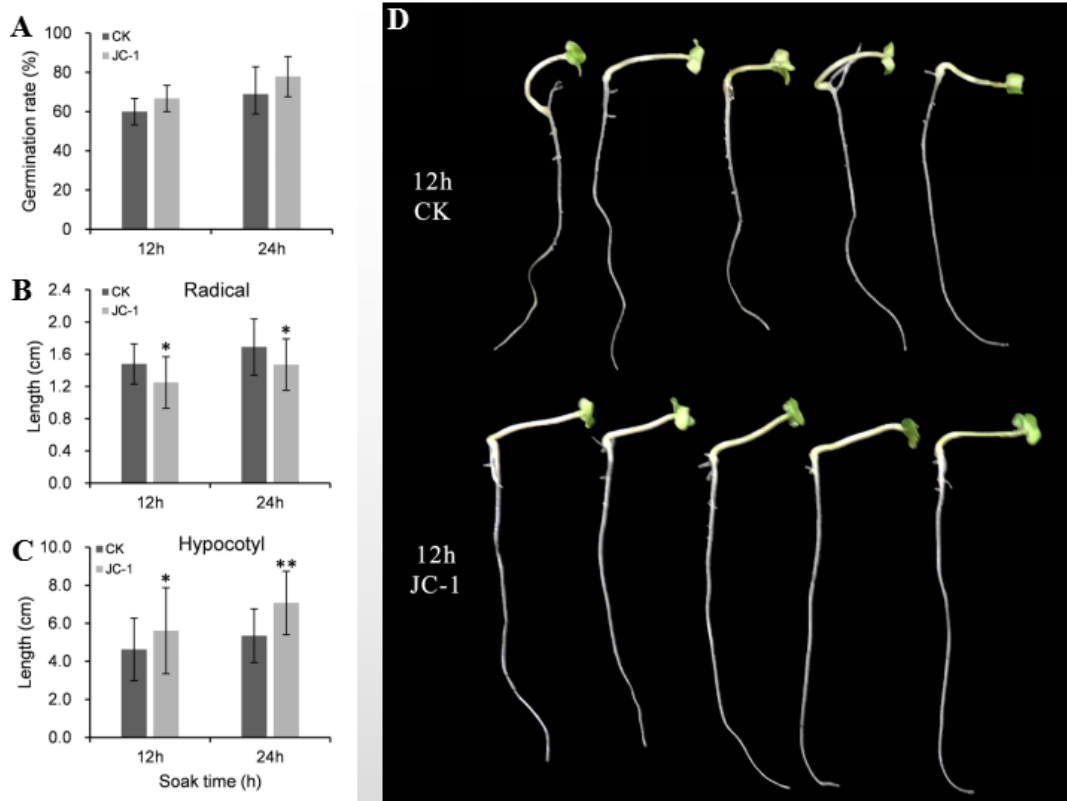 A
CK
JC-1
Germination rate (%)
100
80
60
40
20
0
12h
24h
B
Radical
CK
JC-1
*
*
Length (cm)
2.4
2.0
1.6
1.2
0.8
0.4
0.0
12h
24h
C
Hypocotyl
CK
JC-1
*
**
Length (cm)
10.0
8.0
6.0
4.0
2.0
0.0
12h
24h
Soak time (h)
D
12h
CK
12h
JC-1